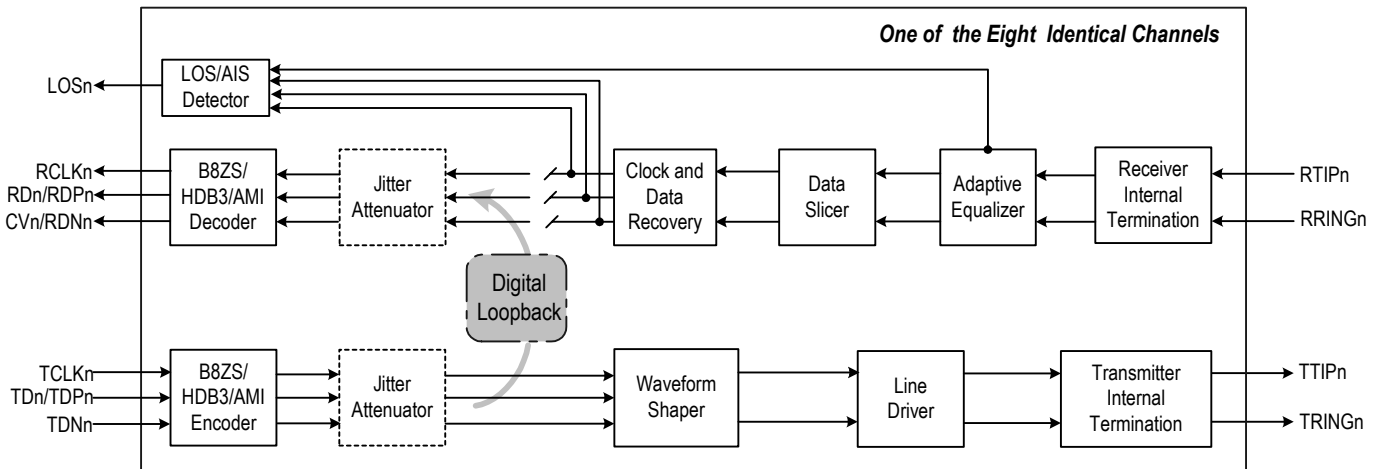 One of the Eight Identical Channels
LOSn
LOS/AIS
Detector
RCLKn
RDn/RDPn
CVn/RDNn
B8ZS/
HDB3/AMI
Decoder
Jitter
Attenuator
Clock and
Data
Recovery
Data
Slicer
Adaptive
Equalizer
Receiver
Internal
Termination
RTIPn
RRINGn
Digital
Loopback
TCLKn
TDn/TDPn
TDNn
B8ZS/
HDB3/AMI
Encoder
Jitter
Attenuator
Waveform
Shaper
Line
Driver
Transmitter
Internal
Termination
TTIPn
TRINGn